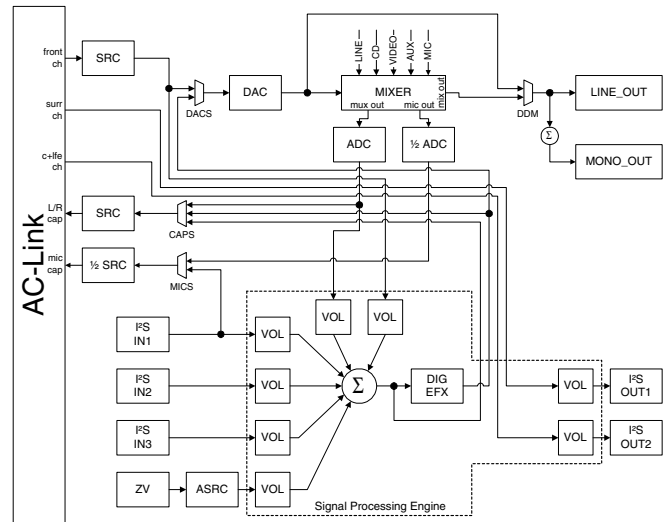 AC-Link
front
ch
SRC
surr
ch
c+lfe
ch
L/R
cap
SRC
mic
cap
½ SRC
DACS
DAC
LINE
CD
VIDEO
AUX
MIC
MIXER
mix out
mux out
mic out
ADC
½ ADC
DDM
LINE_OUT
Σ
MONO_OUT
CAPS
MICS
VOL
VOL
I²S
IN1
VOL
I²S
IN2
VOL
Σ
DIG
EFX
VOL
I²S
OUT1
I²S
IN3
VOL
VOL
I²S
OUT2
ZV
ASRC
VOL
Signal Processing Engine